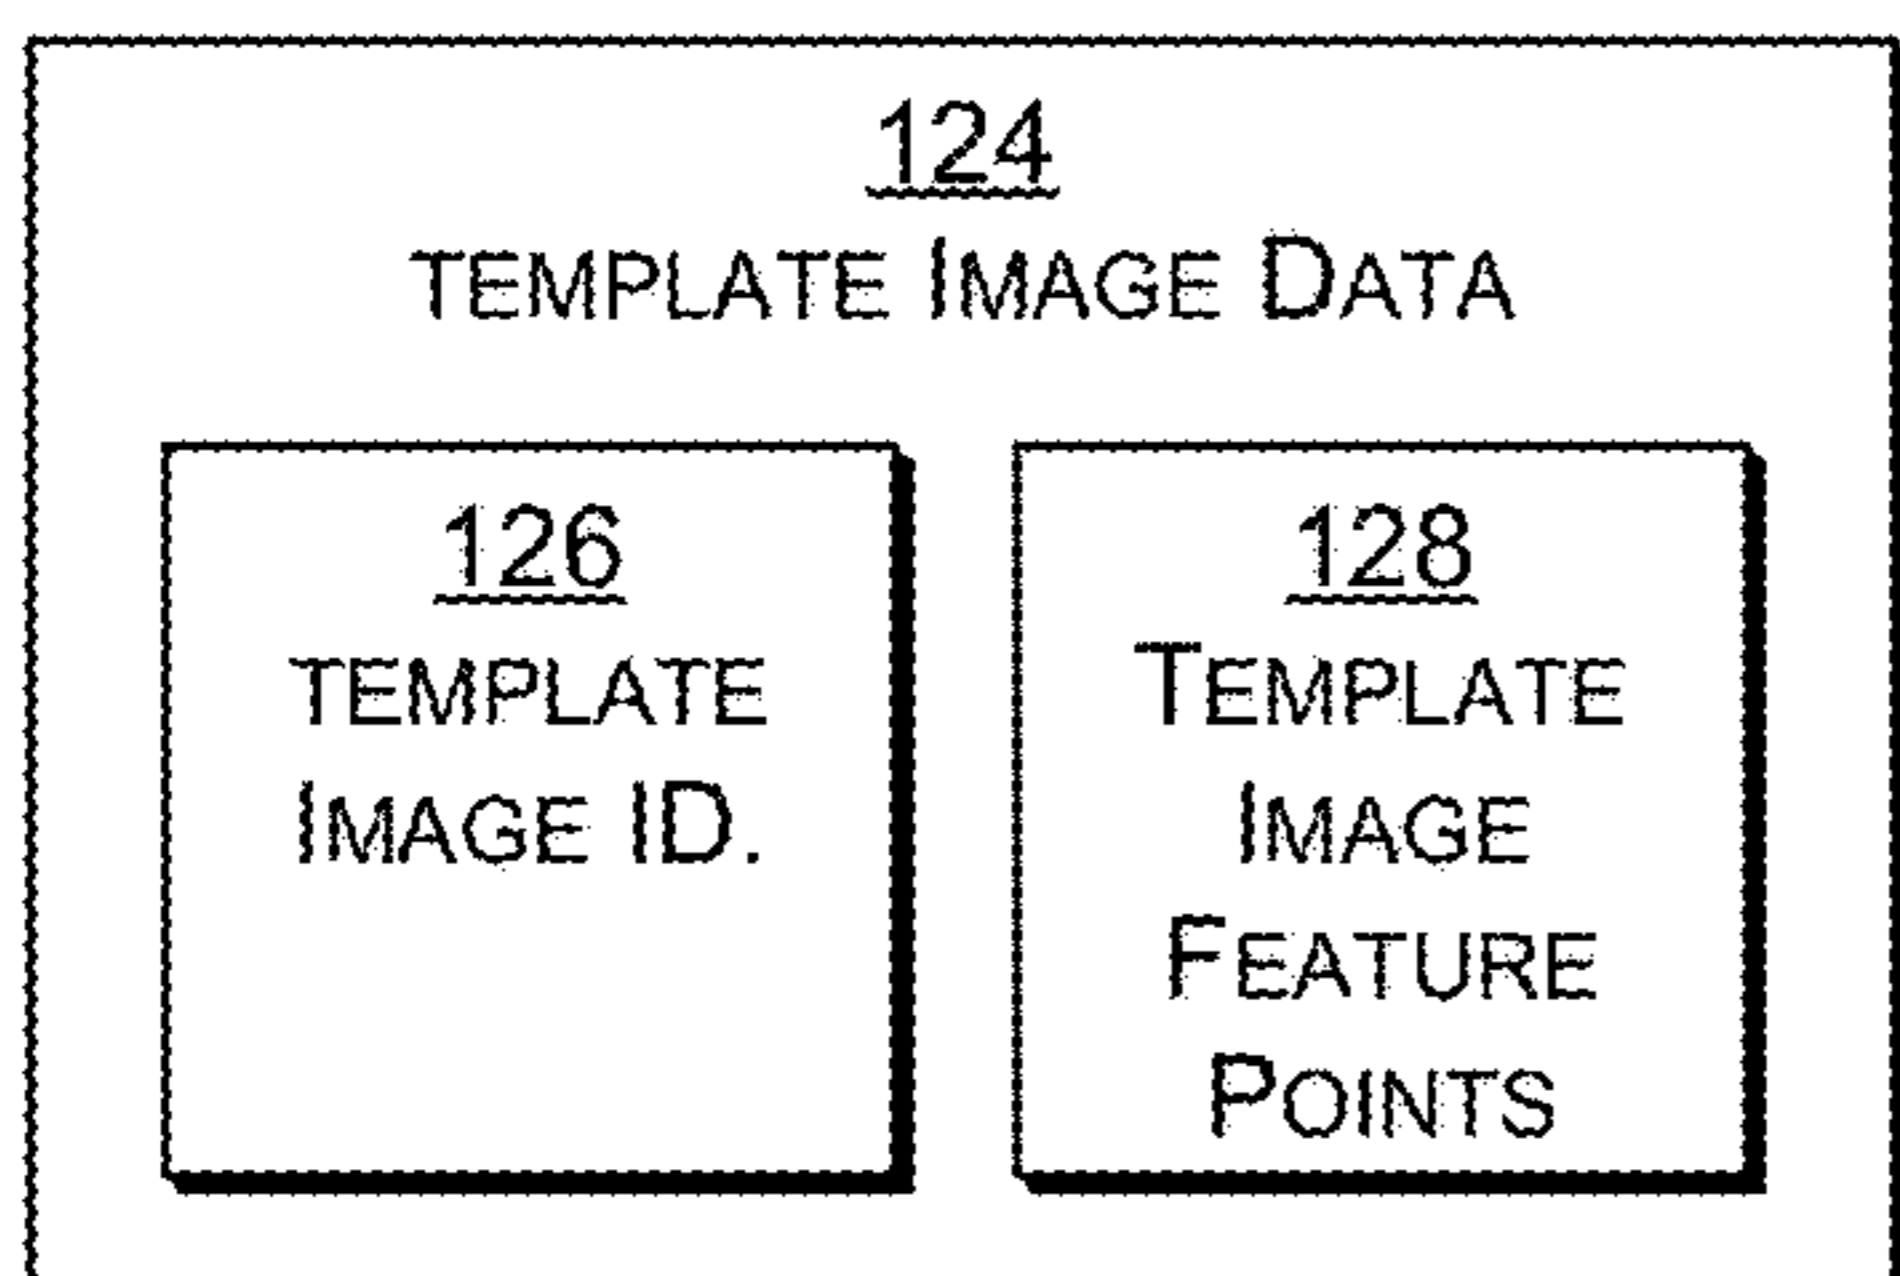 124
TEMPLATE IMAGE DATA
126
TEMPLATE
IMAGE ID.
128
TEMPLATE
IMAGE
FEATURE
POINTS